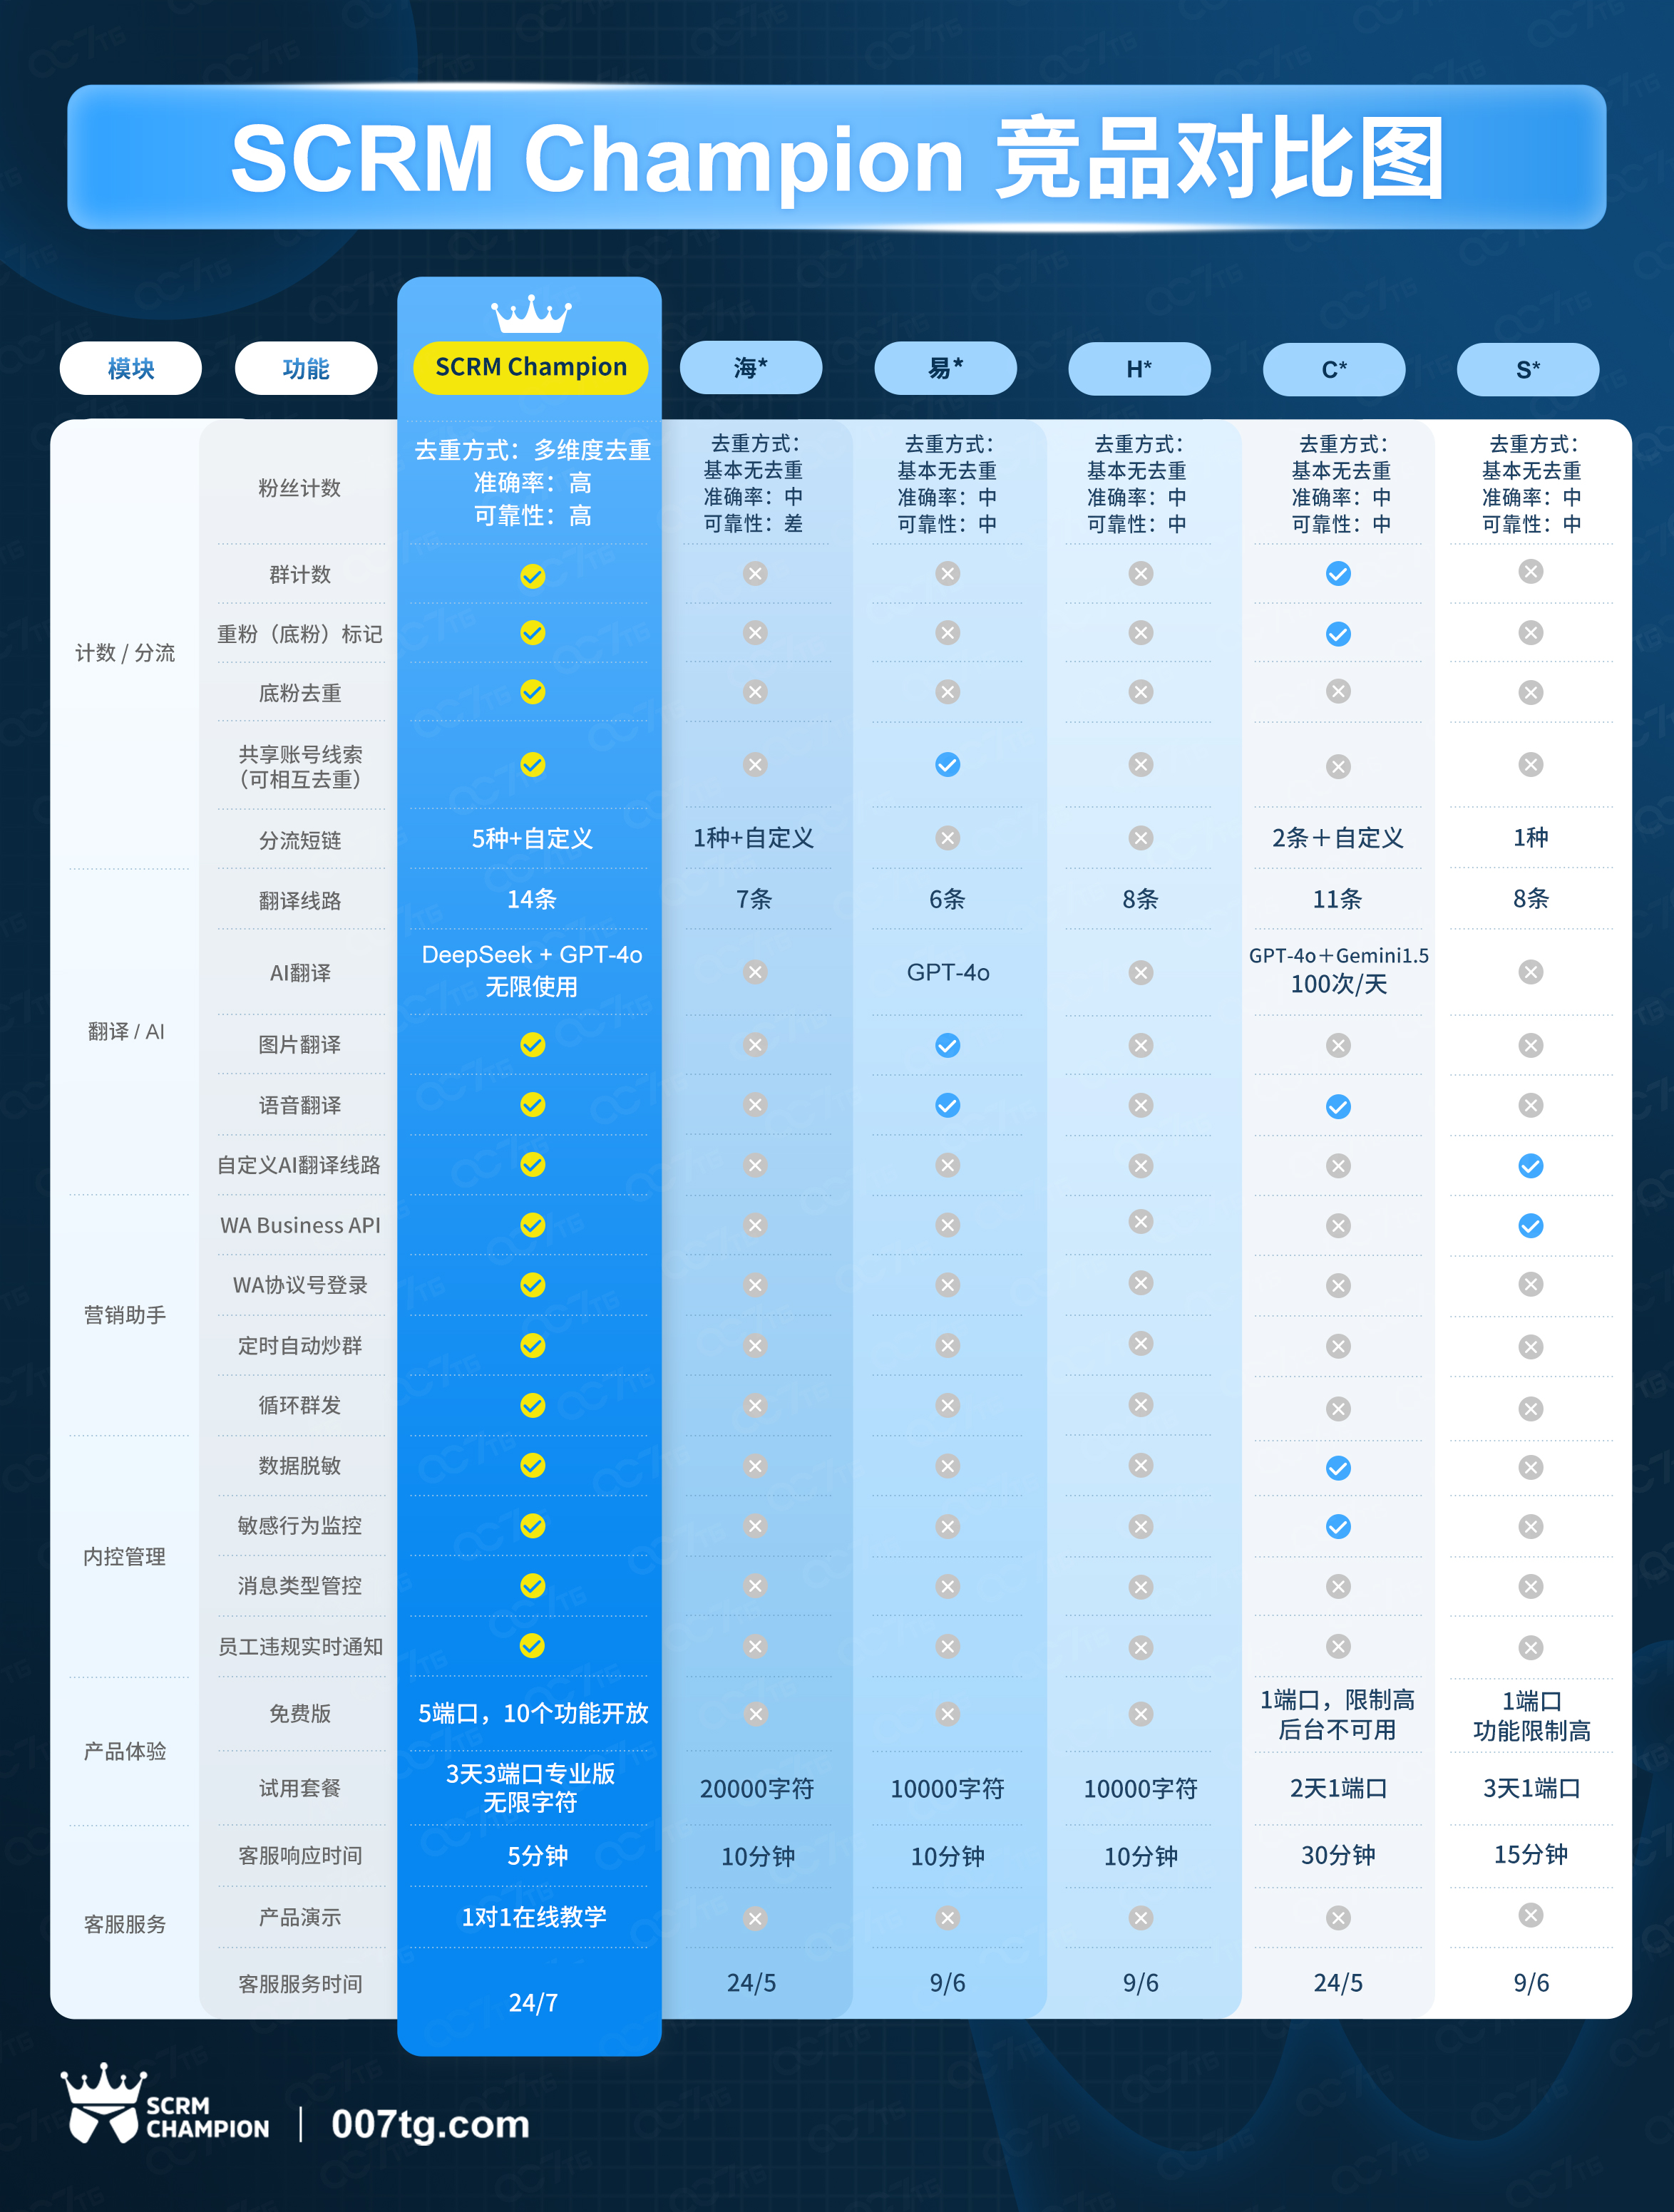 SCRM Champion 竞品对比图
模块 功能 SCRM Champion 海* 易* H* C* S*
计数 / 分流
粉丝计数
去重方式：多维度去重
准确率：高
可靠性：高
去重方式：
基本无去重
准确率：中
可靠性：差
去重方式：
基本无去重
准确率：中
可靠性：中
去重方式：
基本无去重
准确率：中
可靠性：中
去重方式：
基本无去重
准确率：中
可靠性：中
去重方式：
基本无去重
准确率：中
可靠性：中
群计数
重粉（底粉）标记
底粉去重
共享账号线索
（可相互去重）
分流短链 5种+自定义 1种+自定义 2条＋自定义 1种
翻译 / AI
翻译线路 14条 7条 6条 8条 11条 8条
AI翻译
DeepSeek + GPT-4o
无限使用
GPT-4o
GPT-4o＋Gemini1.5
100次/天
图片翻译
语音翻译
自定义AI翻译线路
营销助手
WA Business API
WA协议号登录
定时自动炒群
循环群发
内控管理
数据脱敏
敏感行为监控
消息类型管控
员工违规实时通知
产品体验
免费版
5端口，10个功能开放
1端口，限制高
后台不可用
1端口
功能限制高
试用套餐
3天3端口专业版
无限字符
20000字符 10000字符 10000字符 2天1端口 3天1端口
客服服务
客服响应时间 5分钟 10分钟 10分钟 10分钟 30分钟 15分钟
产品演示 1对1在线教学
客服服务时间 24/7 24/5 9/6 9/6 24/5 9/6
SCRM
CHAMPION
007tg.com